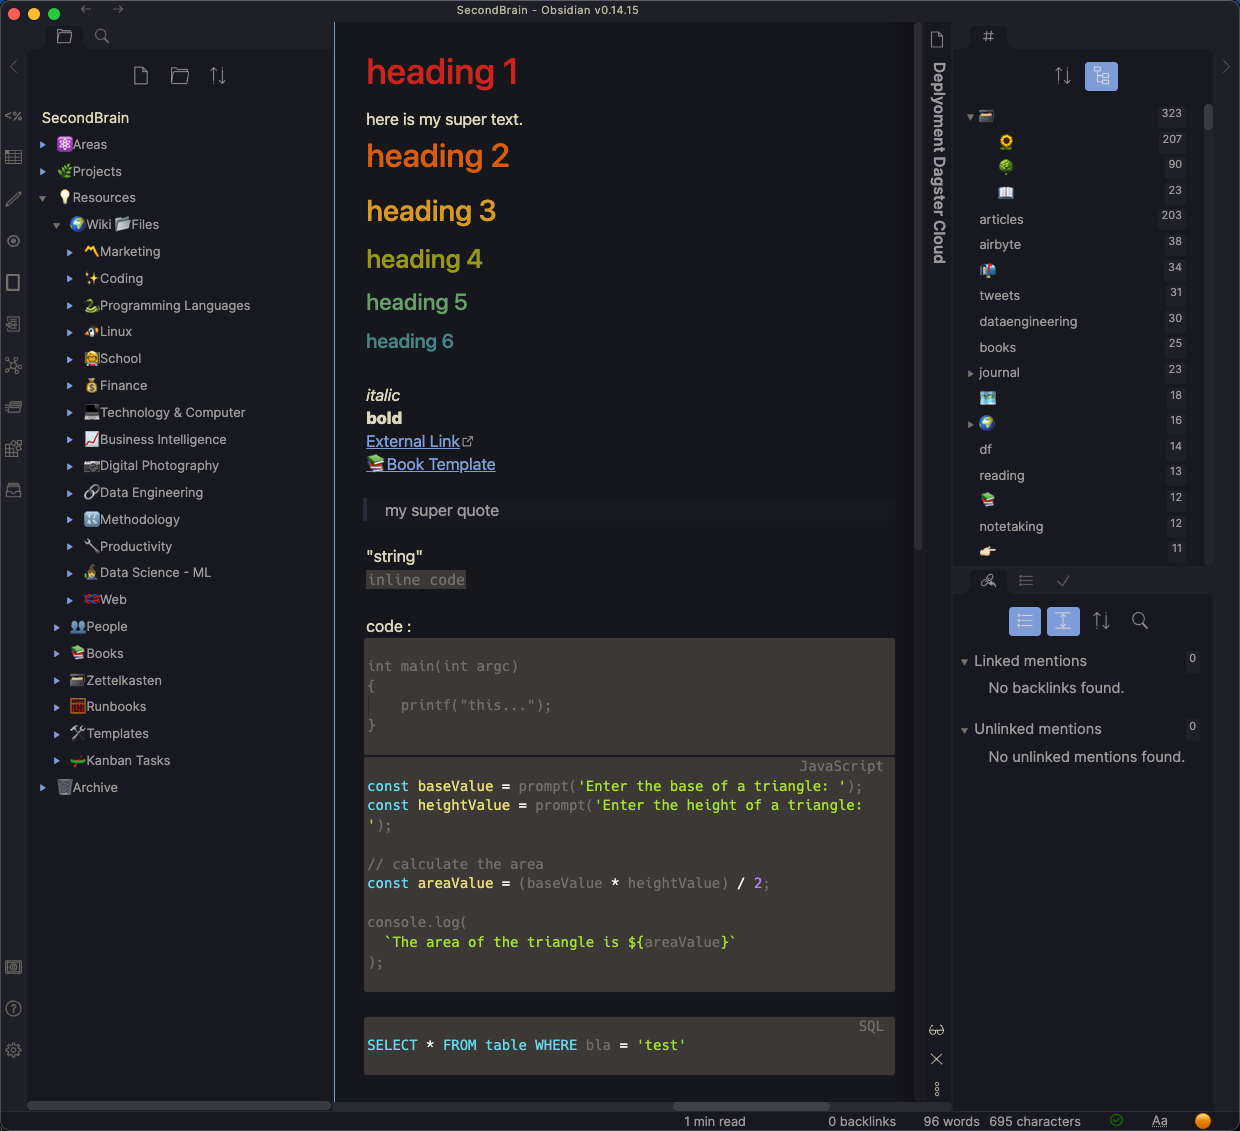 SecondBrain - Obsidian v0.14.15
SecondBrain
Areas
Projects
Resources
Wiki Files
Marketing
Coding
Programming Languages
Linux
School
Finance
Technology & Computer
Business Intelligence
Digital Photography
Data Engineering
Methodology
Productivity
Data Science - ML
Web
People
Books
Zettelkasten
Runbooks
Templates
Kanban Tasks
Archive
heading 1
here is my super text.
heading 2
heading 3
heading 4
heading 5
heading 6
italic
bold
External Link
Book Template
my super quote
"string"
inline code
code :
int main(int argc)
{
    printf("this...");
}
JavaScript
const baseValue = prompt('Enter the base of a triangle: ');
const heightValue = prompt('Enter the height of a triangle:
');
// calculate the area
const areaValue = (baseValue * heightValue) / 2;
console.log(
  `The area of the triangle is ${areaValue}`
);
SQL
SELECT * FROM table WHERE bla = 'test'
Deplyoment Dagster Cloud
#
323
207
90
23
articles 203
airbyte 38
34
tweets 31
dataengineering 30
books 25
journal 23
18
16
df 14
reading 13
12
notetaking 12
11
Linked mentions 0
No backlinks found.
Unlinked mentions 0
No unlinked mentions found.
1 min read 0 backlinks 96 words 695 characters Aa